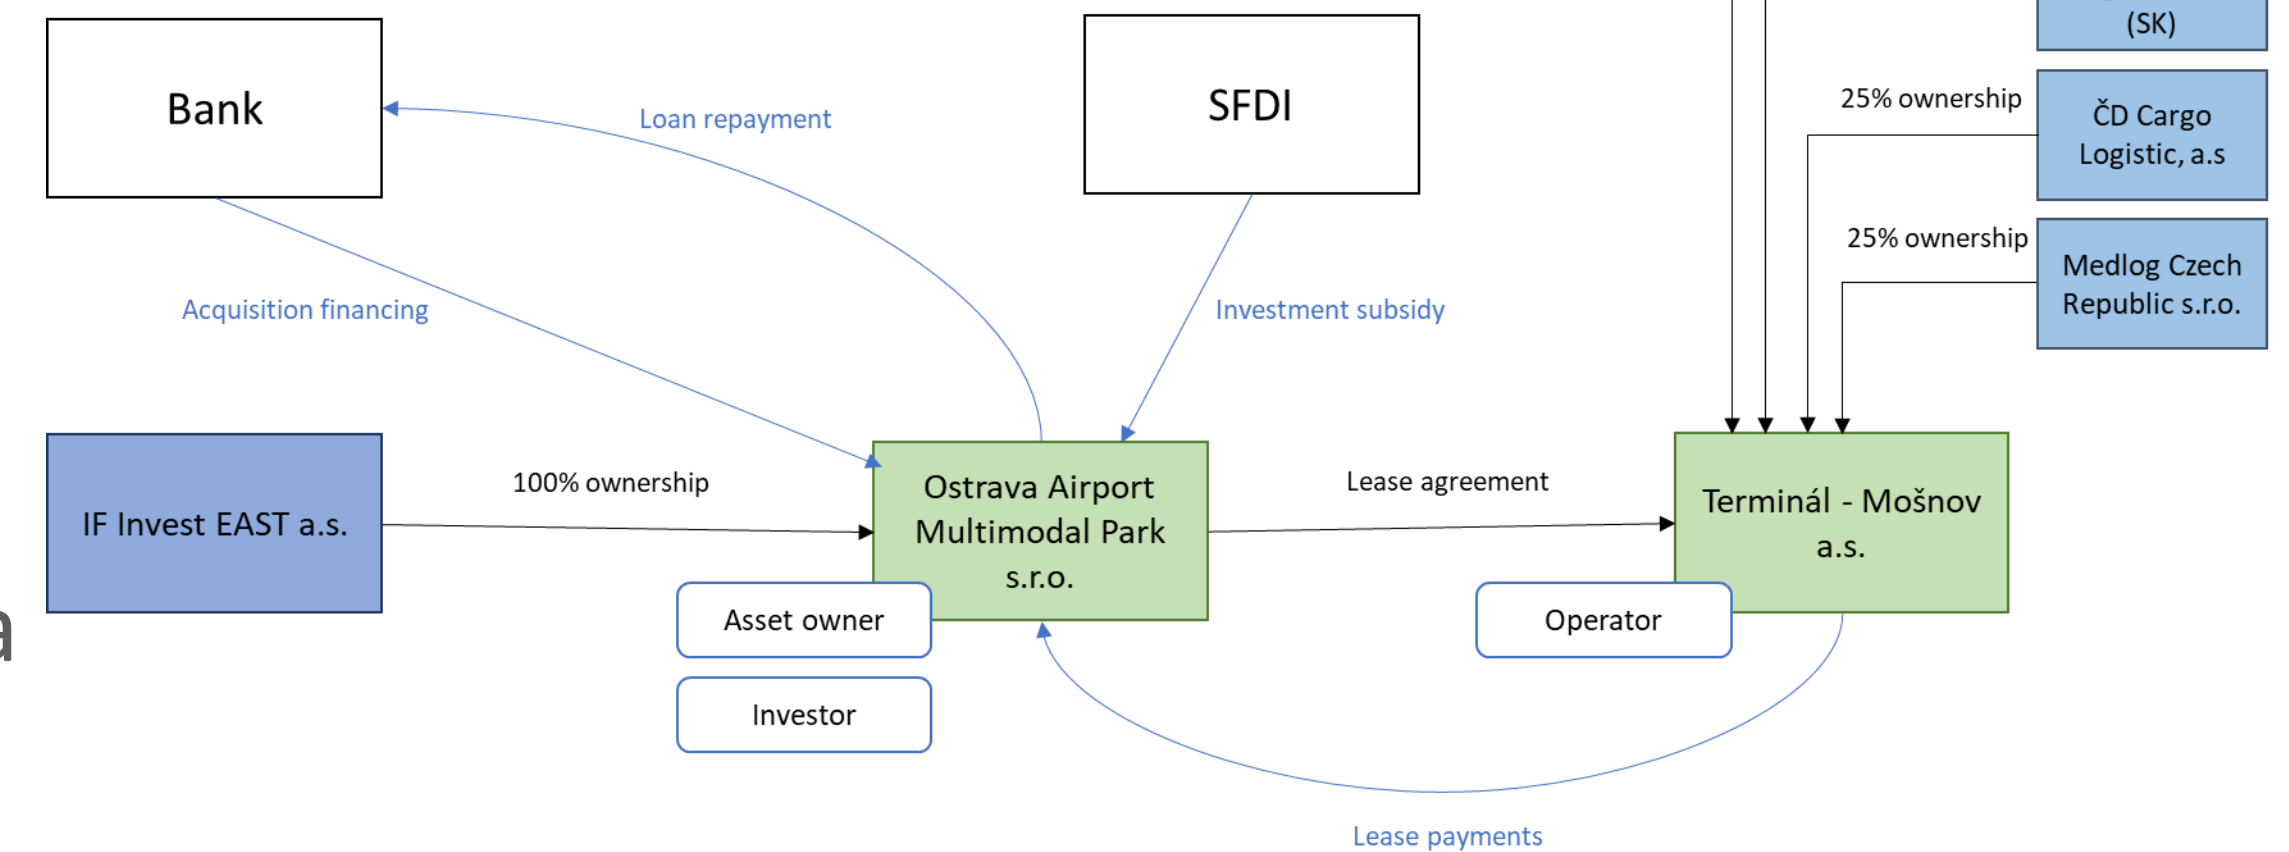 (SK)
Bank
SFDI
Loan repayment
25% ownership
ČD Cargo
Logistic, a.s
25% ownership
Medlog Czech
Republic s.r.o.
Acquisition financing
Investment subsidy
IF Invest EAST a.s.
100% ownership
Ostrava Airport
Multimodal Park
s.r.o.
Lease agreement
Terminál - Mošnov
a.s.
a
Asset owner
Operator
Investor
Lease payments